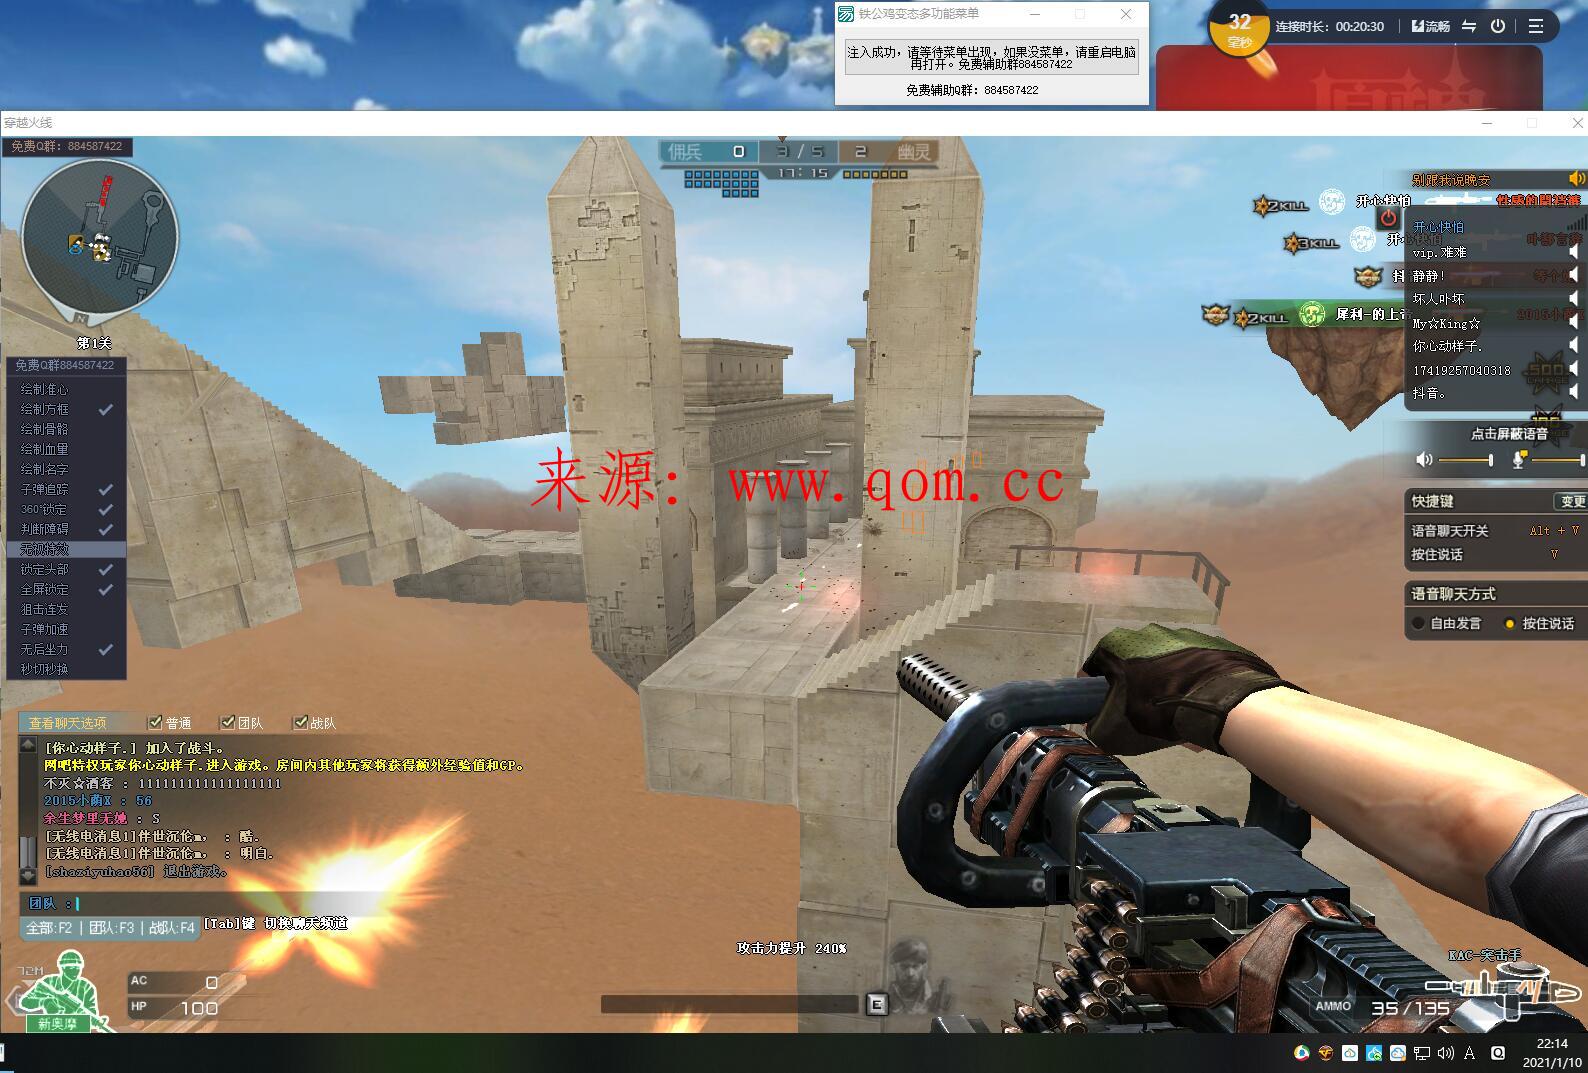 铁公鸡变态多功能菜单
注入成功，请等待菜单出现，如果没菜单，请重启电脑
再打开。免费辅助群884587422
免费辅助Q群：884587422
32
毫秒
连接时长：00:20:30
流畅
穿越火线
免费Q群：884587422
佣兵 0 3 / 5 2 幽灵
17:15
第1关
免费Q群884587422
绘制准心
绘制方框
绘制骨骼
绘制血量
绘制名字
子弹追踪
360°锁定
判断障碍
无视特效
锁定头部
全屏锁定
狙击连发
子弹加速
无后坐力
秒切秒换
别跟我说晚安
2KILL 开心快怕
3KILL
2KILL 犀利-的上帝
开心快怕
vip.难难
静静!
坏人卟坏
My☆King☆
你心动样子.
17419257040318
抖音。
点击屏蔽语音
快捷键 变更
语音聊天开关 Alt + V
按住说话 V
语音聊天方式
自由发言 按住说话
来源：www.qom.cc
查看聊天选项 普通 团队 战队
[你心动样子.] 加入了战斗。
网吧特权玩家你心动样子.进入游戏。房间内其他玩家将获得额外经验值和GP。
不灭☆酒客 : 111111111111111111
2015小萌X : 56
余生梦里无她 : S
[无线电消息1]伴世沉伦m, : 酷.
[无线电消息1]伴世沉伦m, : 明白.
[shaziyuhao56] 退出游戏。
团队 :
全部:F2 | 团队:F3 | 战队:F4 [Tab]键 切换聊天频道
72M
AC 0
HP 100
新奥摩
攻击力提升 240%
E
KAC-突击手
AMMO 35/135
22:14
2021/1/10